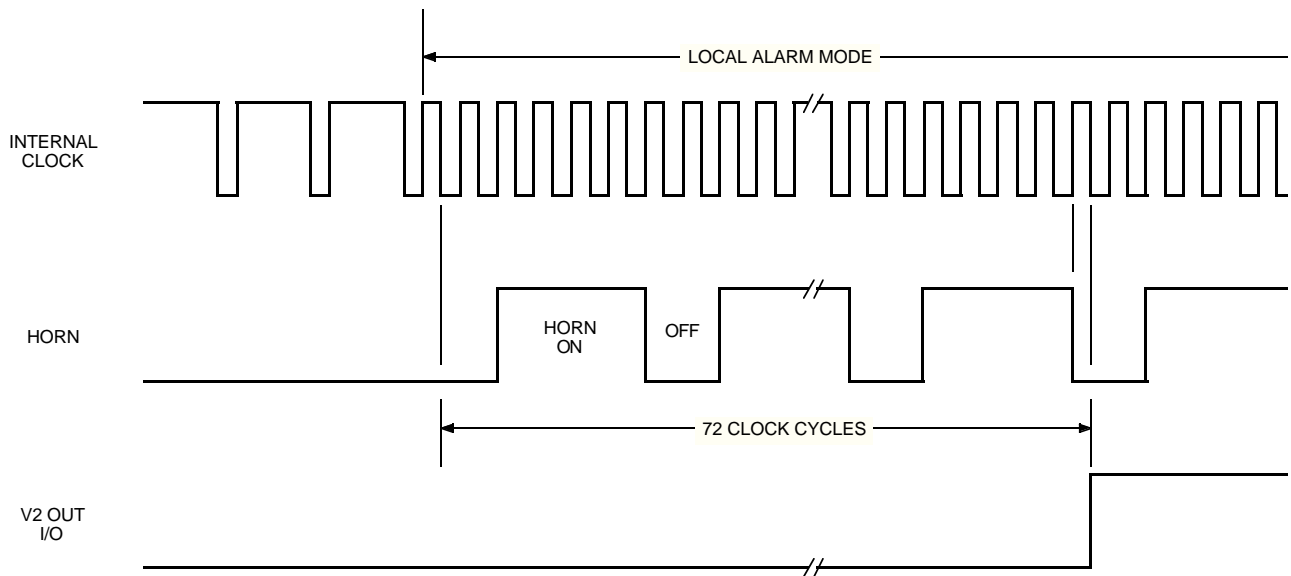 LOCAL ALARM MODE
INTERNAL
CLOCK
HORN
HORN
ON
OFF
72 CLOCK CYCLES
V2 OUT
I/O